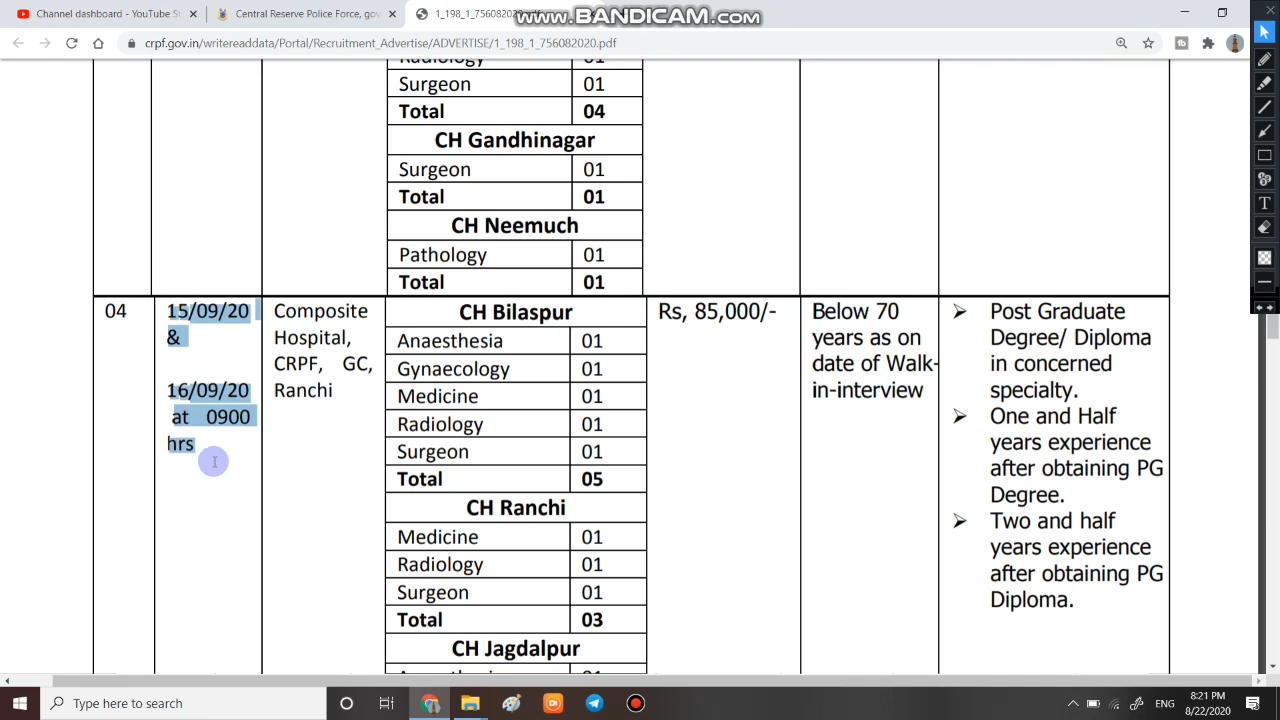 Channel dashboard - YouTube S
Central Reserve Police Force, gov
1_198_1_756082020.pdf
www.BANDICAM.com
crpf.gov.in/writereaddata/Portal/Recruitment_Advertise/ADVERTISE/1_198_1_756082020.pdf
Radiology 01
Surgeon 01
Total 04
CH Gandhinagar
Surgeon 01
Total 01
CH Neemuch
Pathology 01
Total 01
04
15/09/20
&
16/09/20
at 0900
hrs
Composite
Hospital,
CRPF, GC,
Ranchi
CH Bilaspur
Anaesthesia 01
Gynaecology 01
Medicine 01
Radiology 01
Surgeon 01
Total 05
CH Ranchi
Medicine 01
Radiology 01
Surgeon 01
Total 03
CH Jagdalpur
Rs, 85,000/-
Below 70
years as on
date of Walk-
in-interview
➢ Post Graduate
Degree/ Diploma
in concerned
specialty.
➢ One and Half
years experience
after obtaining PG
Degree.
➢ Two and half
years experience
after obtaining PG
Diploma.
Type here to search
ENG
8:21 PM
8/22/2020